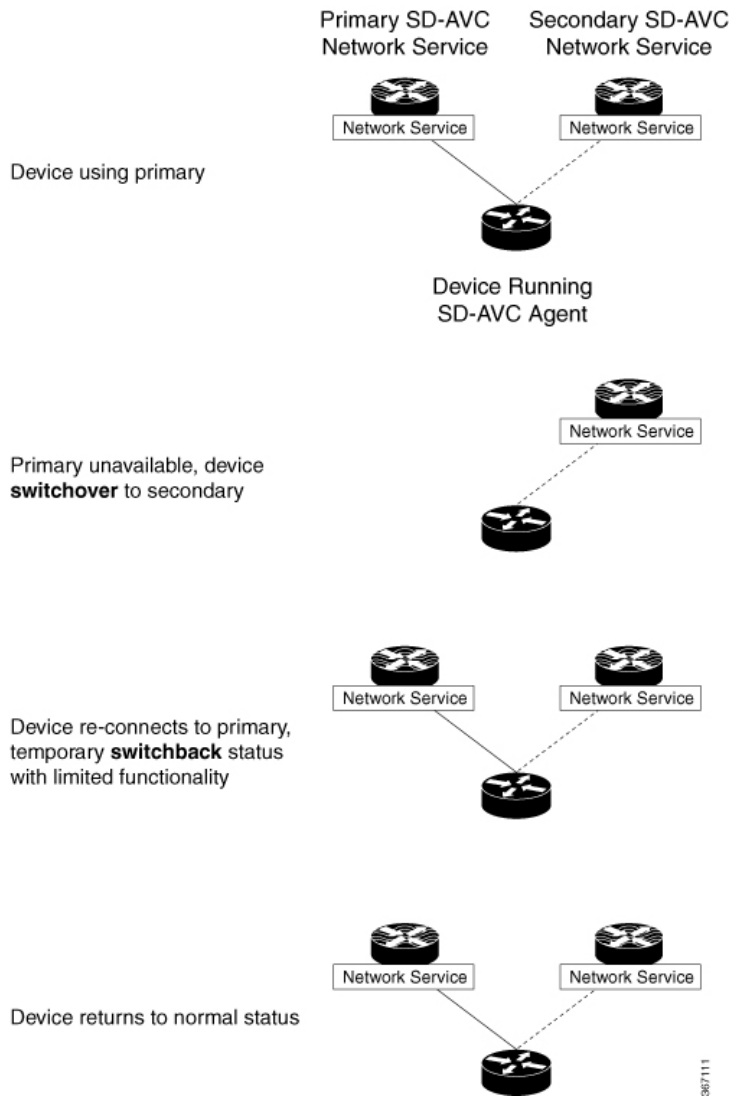 Primary SD-AVC
Network Service
Secondary SD-AVC
Network Service
Network Service
Network Service
Device using primary
Device Running
SD-AVC Agent
Network Service
Primary unavailable, device
switchover to secondary
Network Service
Network Service
Device re-connects to primary,
temporary switchback status
with limited functionality
Network Service
Network Service
Device returns to normal status
367111